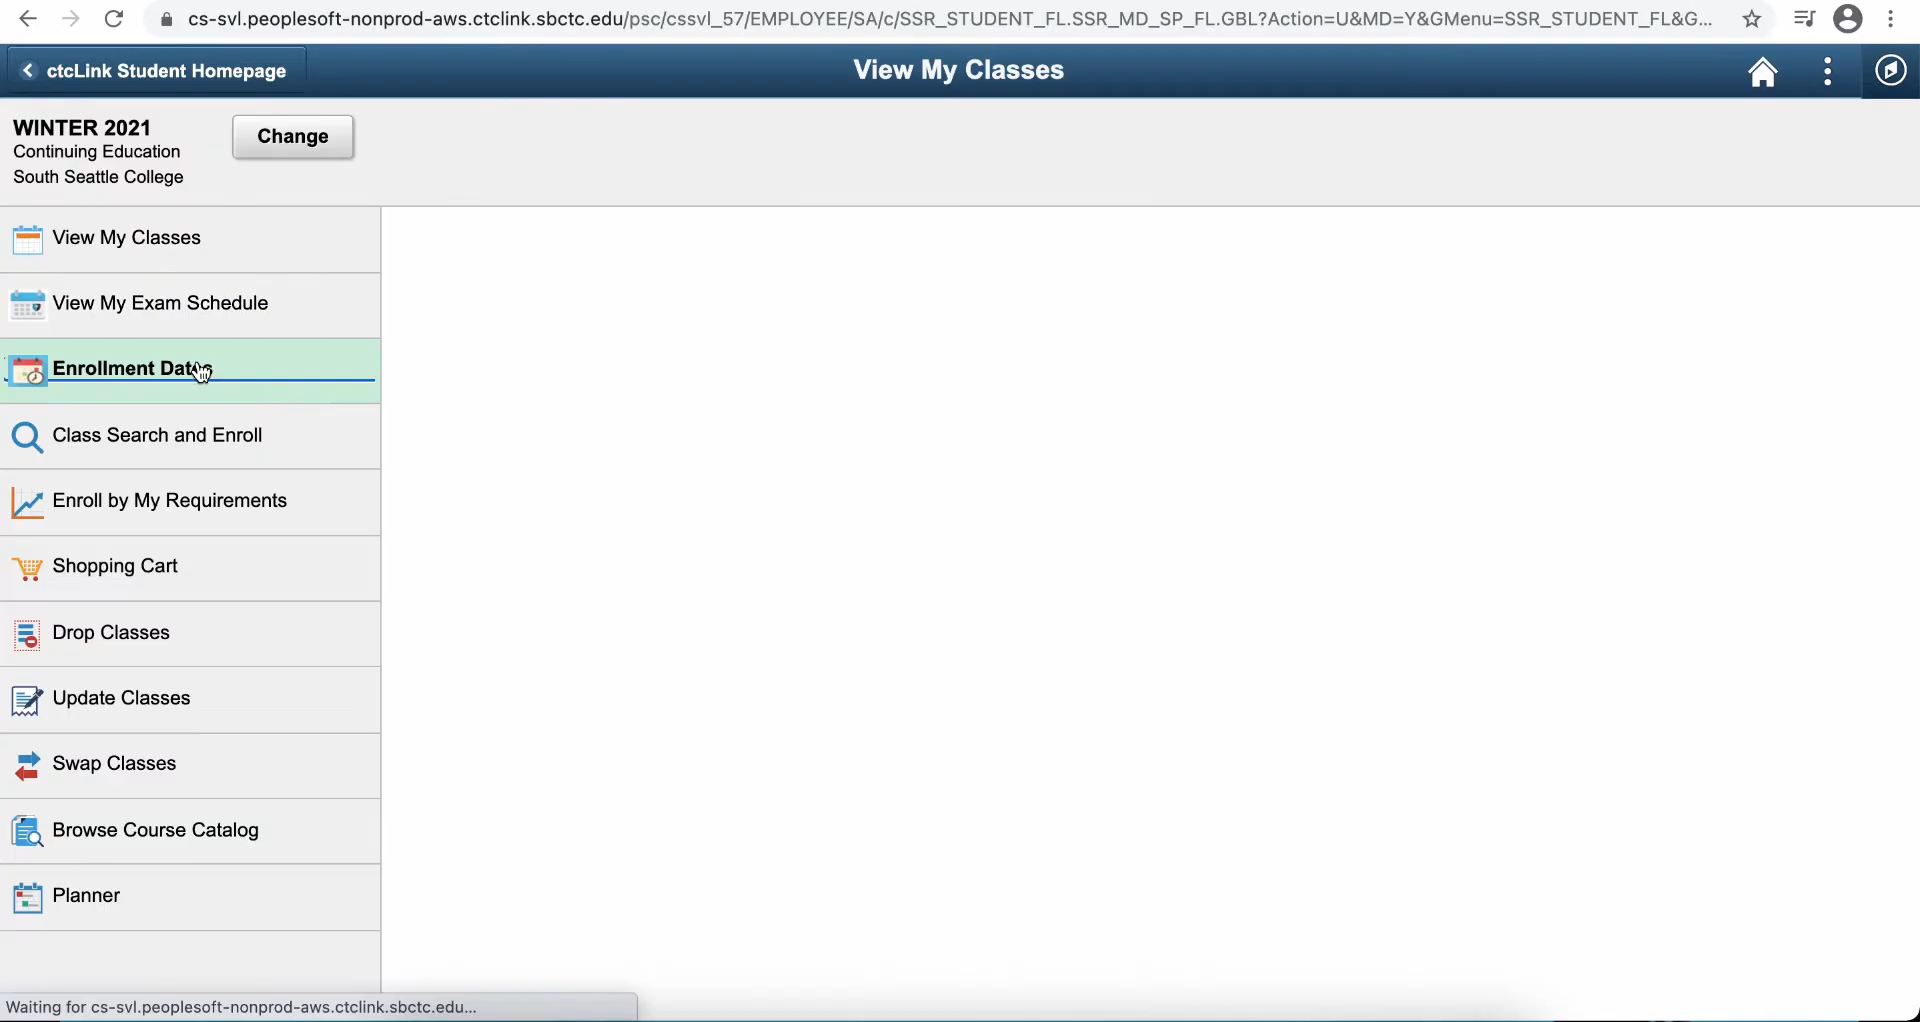 cs-svl.peoplesoft-nonprod-aws.ctclink.sbctc.edu/psc/cssvl_57/EMPLOYEE/SA/c/SSR_STUDENT_FL.SSR_MD_SP_FL.GBL?Action=U&MD=Y&GMenu=SSR_STUDENT_FL&G...
ctcLink Student Homepage
View My Classes
WINTER 2021
Change
Continuing Education
South Seattle College
View My Classes
View My Exam Schedule
Enrollment Dates
Class Search and Enroll
Enroll by My Requirements
Shopping Cart
Drop Classes
Update Classes
Swap Classes
Browse Course Catalog
Planner
Waiting for cs-svl.peoplesoft-nonprod-aws.ctclink.sbctc.edu...